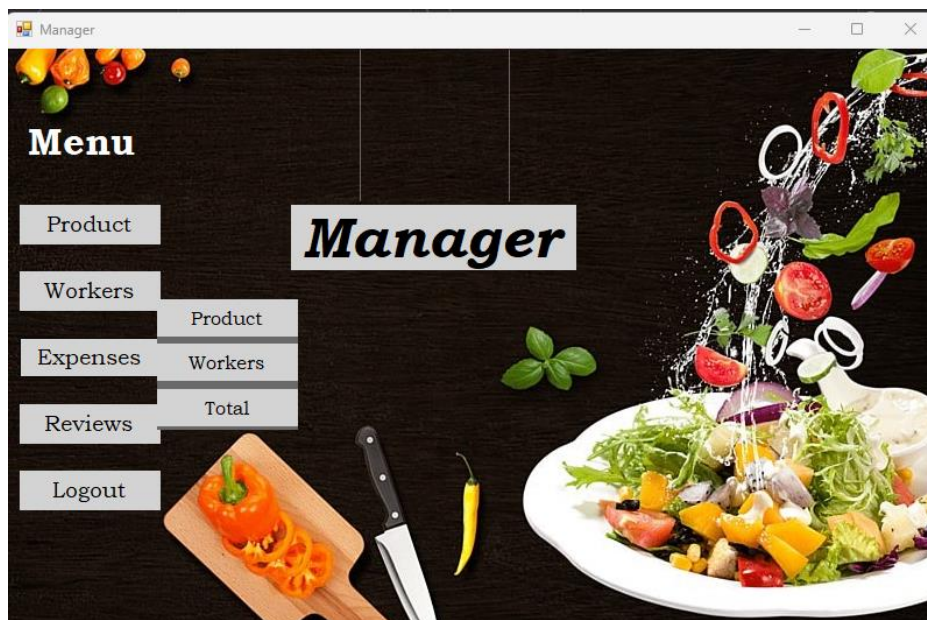 Manager
Menu
Manager
Product
Workers
Expenses
Reviews
Logout
Product
Workers
Total